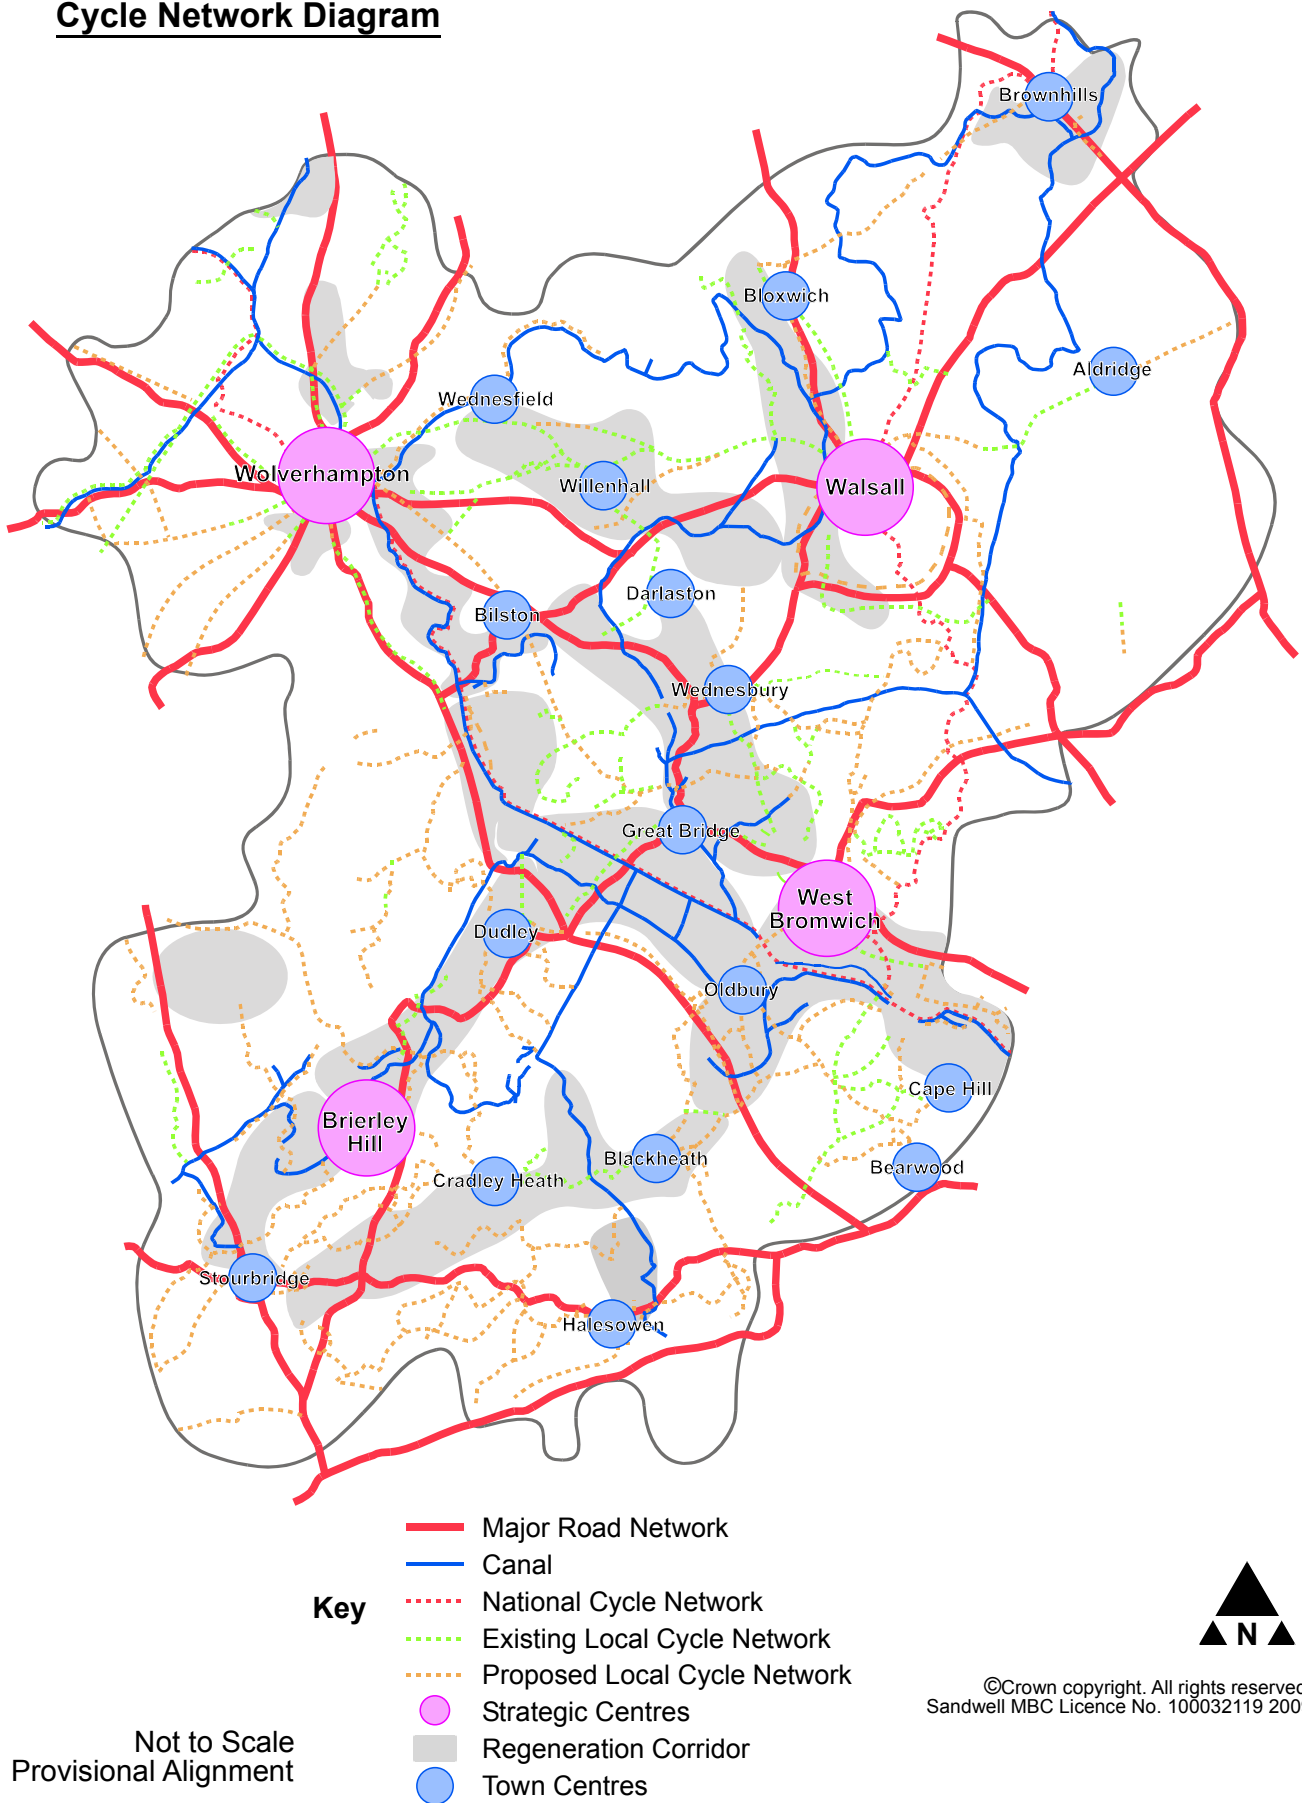 Cycle Network Diagram
Brownhills
Bloxwich
Aldridge
Wednesfield
Wolverhampton
Willenhall
Walsall
Darlaston
Bilston
Wednesbury
Great Bridge
West
Bromwich
Dudley
Oldbury
Cape Hill
Brierley
Hill
Blackheath
Bearwood
Cradley Heath
Stourbridge
Halesowen
Key
Major Road Network
Canal
National Cycle Network
Existing Local Cycle Network
Proposed Local Cycle Network
Strategic Centres
Regeneration Corridor
Town Centres
N
©Crown copyright. All rights reserved
Sandwell MBC Licence No. 100032119 200
Not to Scale
Provisional Alignment